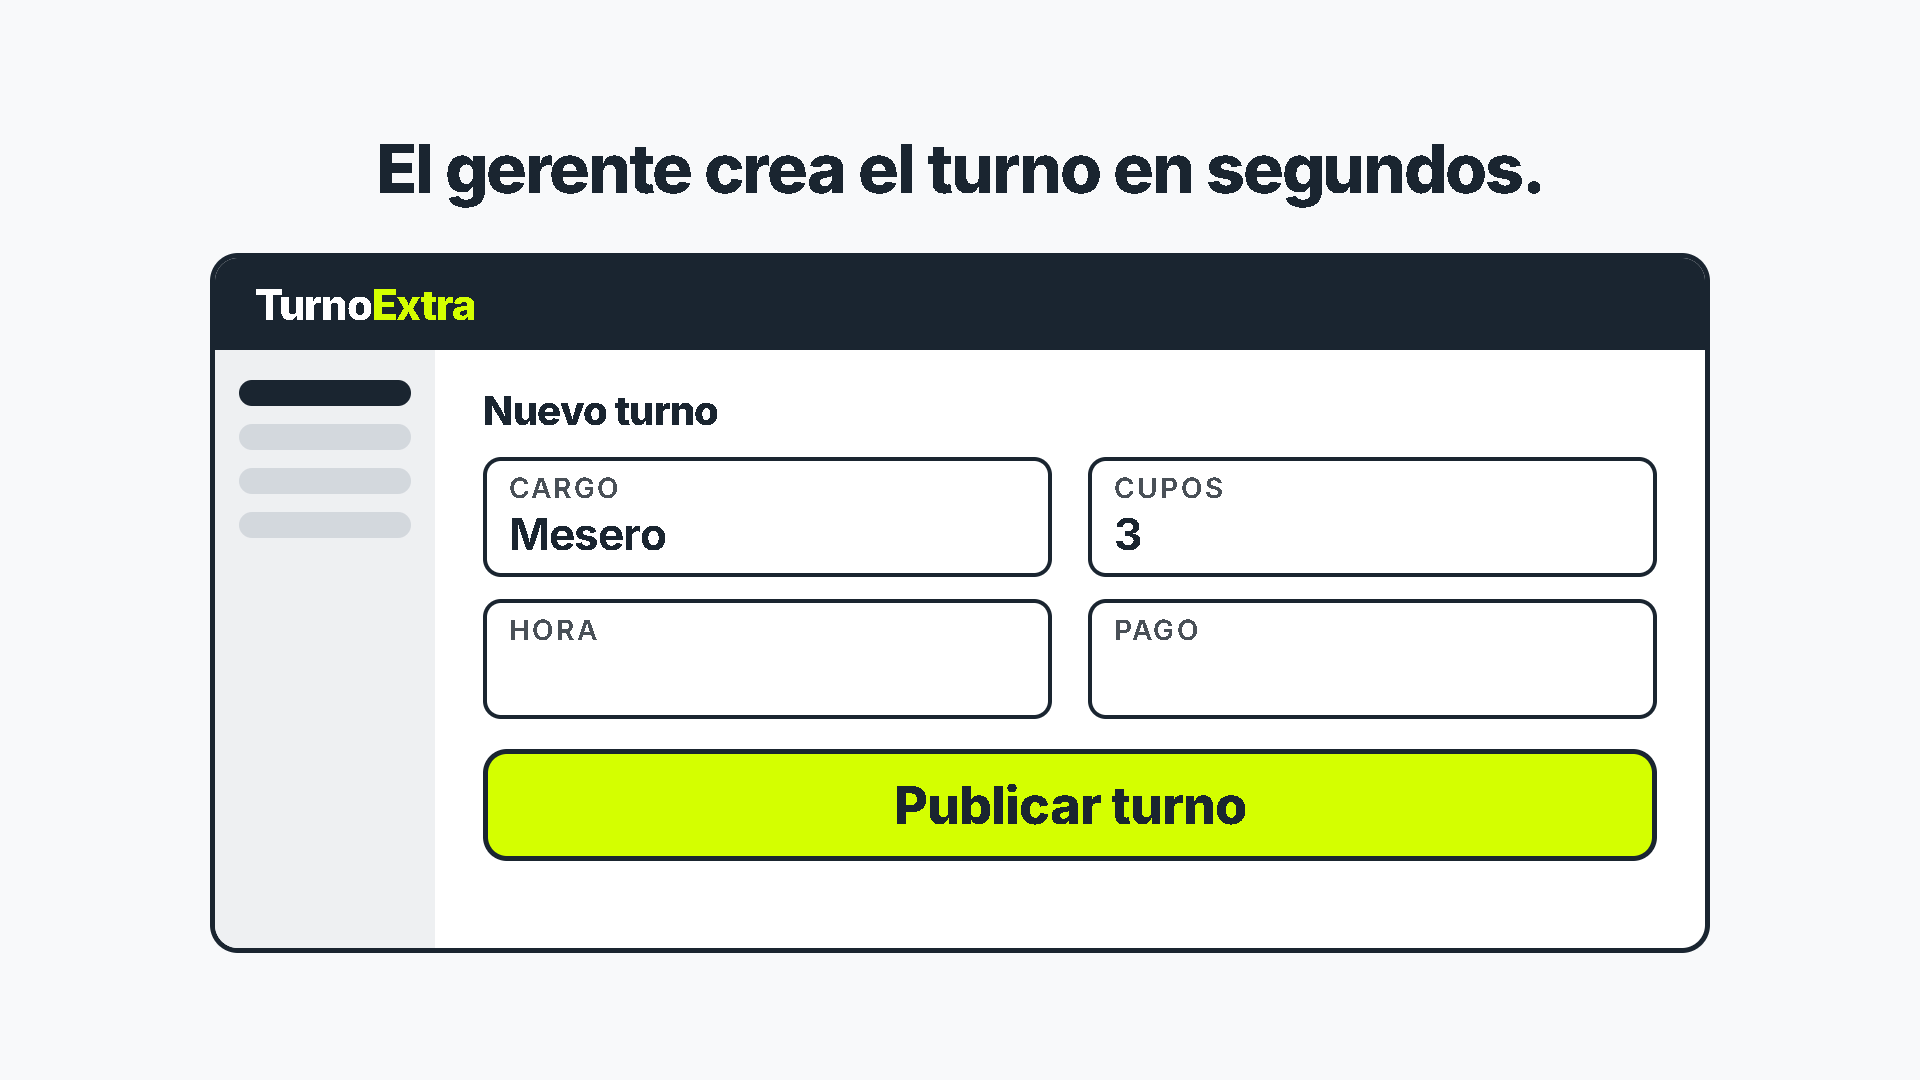 El gerente crea el turno en segundos.
TurnoExtra
Nuevo turno
CARGO
Mesero
CUPOS
3
HORA
PAGO
Publicar turno